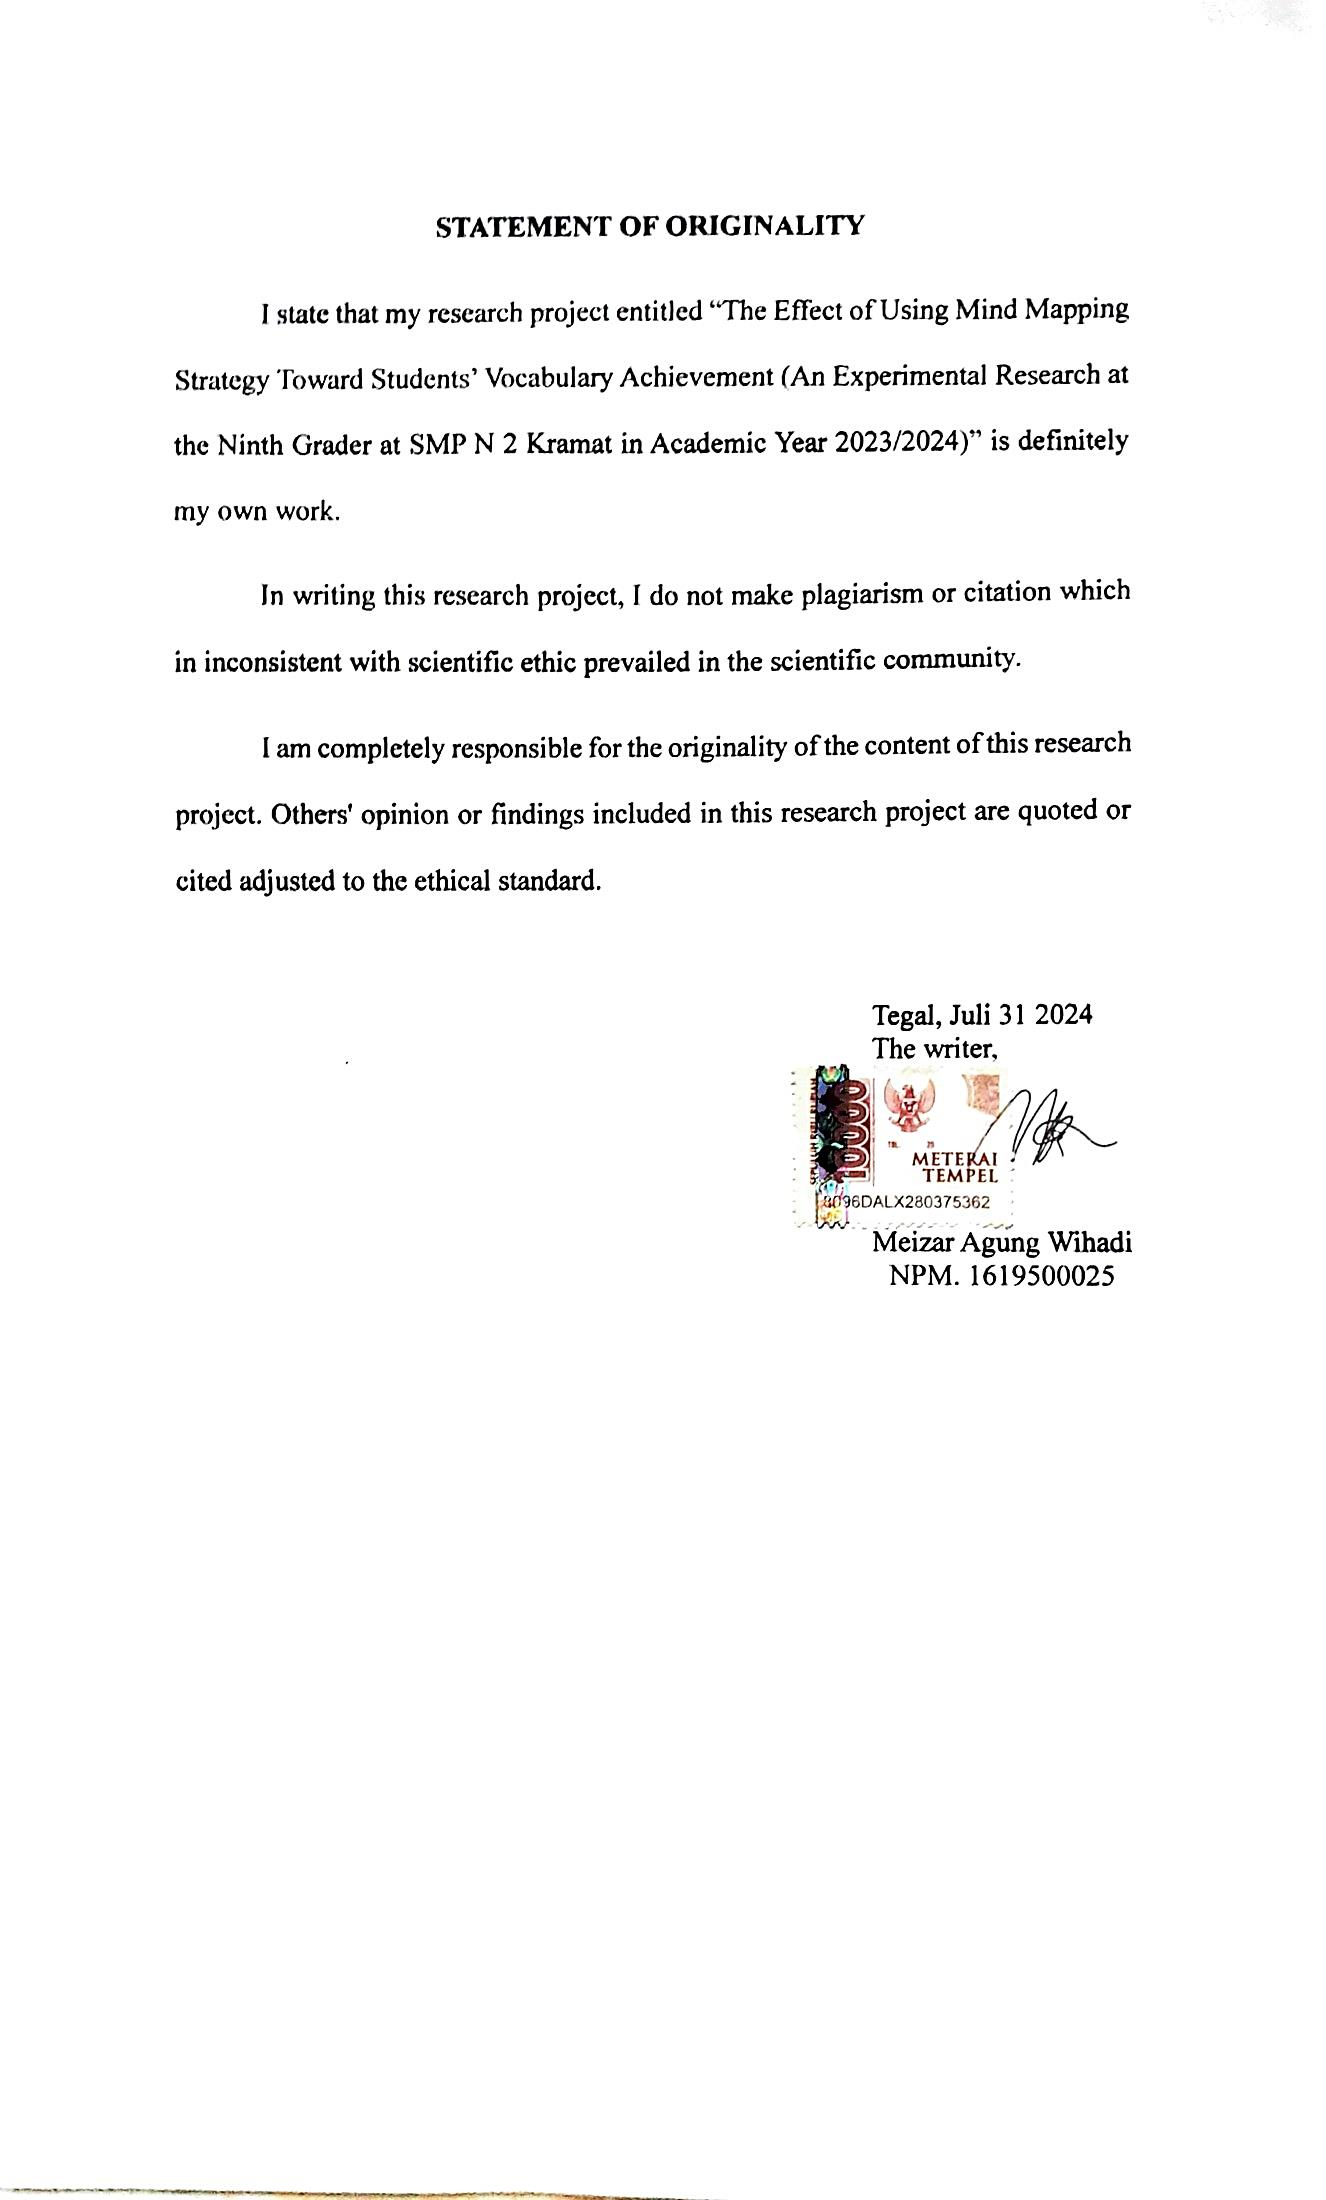 STATEMENT OF ORIGINALITY
I state that my research project entitled “The Effect of Using Mind Mapping
Strategy Toward Students’ Vocabulary Achievement (An Experimental Research at
the Ninth Grader at SMP N 2 Kramat in Academic Year 2023/2024)” is definitely
my own work.
In writing this research project, I do not make plagiarism or citation which
in inconsistent with scientific ethic prevailed in the scientific community.
I am completely responsible for the originality of the content of this research
project. Others' opinion or findings included in this research project are quoted or
cited adjusted to the ethical standard.
Tegal, Juli 31 2024
The writer,
10000
METERAI
TEMPEL
96DALX280375362
Meizar Agung Wihadi
NPM. 1619500025